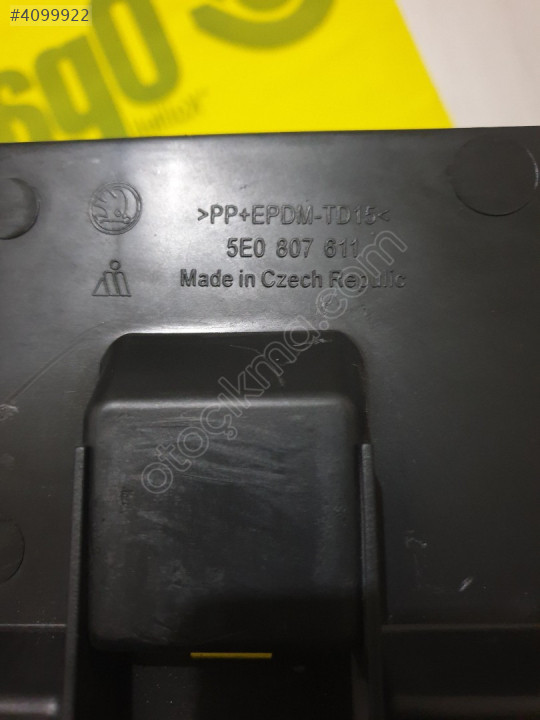 #4099922
>PP+EPDM-TD15<
5E0 807 611
Made in Czech Republic
otoçıkma.com